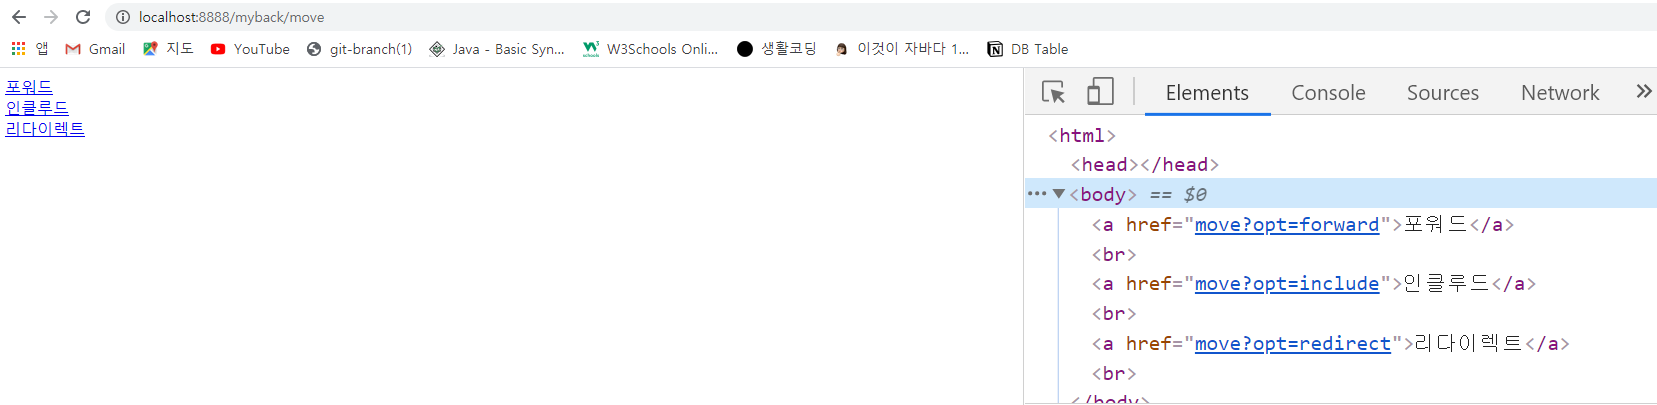 localhost:8888/myback/move
앱 Gmail 지도 YouTube git-branch(1) Java - Basic Syn... W3Schools Onli... 생활코딩 이것이 자바다 1... DB Table
포워드
인클루드
리다이렉트
Elements Console Sources Network »
<html>
<head></head>
··· ▼<body> == $0
<a href="move?opt=forward">포워드</a>
<br>
<a href="move?opt=include">인클루드</a>
<br>
<a href="move?opt=redirect">리다이렉트</a>
<br>
</body>